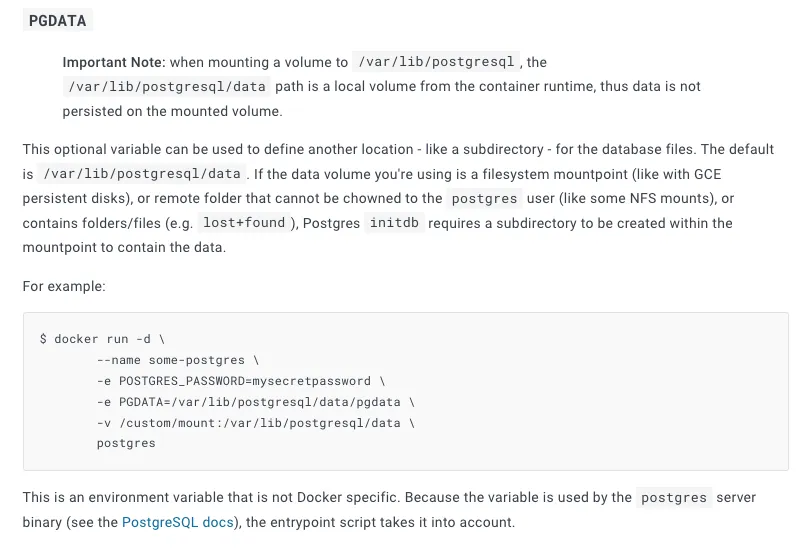 PGDATA
Important Note: when mounting a volume to /var/lib/postgresql , the
/var/lib/postgresql/data path is a local volume from the container runtime, thus data is not
persisted on the mounted volume.
This optional variable can be used to define another location - like a subdirectory - for the database files. The default
is /var/lib/postgresql/data . If the data volume you're using is a filesystem mountpoint (like with GCE
persistent disks), or remote folder that cannot be chowned to the postgres user (like some NFS mounts), or
contains folders/files (e.g. lost+found ), Postgres initdb requires a subdirectory to be created within the
mountpoint to contain the data.
For example:
$ docker run -d \
--name some-postgres \
-e POSTGRES_PASSWORD=mysecretpassword \
-e PGDATA=/var/lib/postgresql/data/pgdata \
-v /custom/mount:/var/lib/postgresql/data \
postgres
This is an environment variable that is not Docker specific. Because the variable is used by the postgres server
binary (see the PostgreSQL docs), the entrypoint script takes it into account.